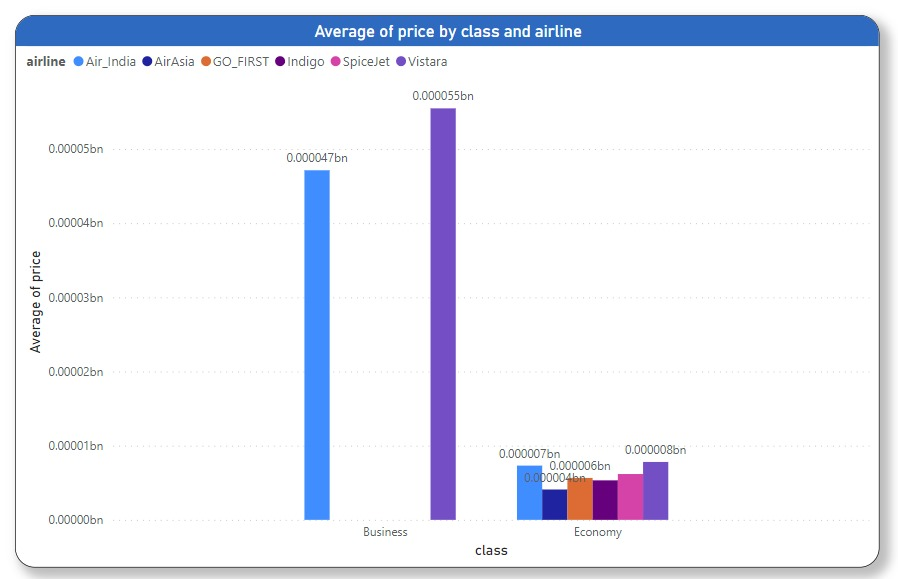 Average of price by class and airline
airline Air_India AirAsia GO_FIRST Indigo SpiceJet Vistara
0.000055bn
0.00005bn
0.000047bn
0.00004bn
Average of price
0.00003bn
0.00002bn
0.00001bn
0.000007bn
0.000004bn
0.000006bn
0.000008bn
0.00000bn
Business
Economy
class